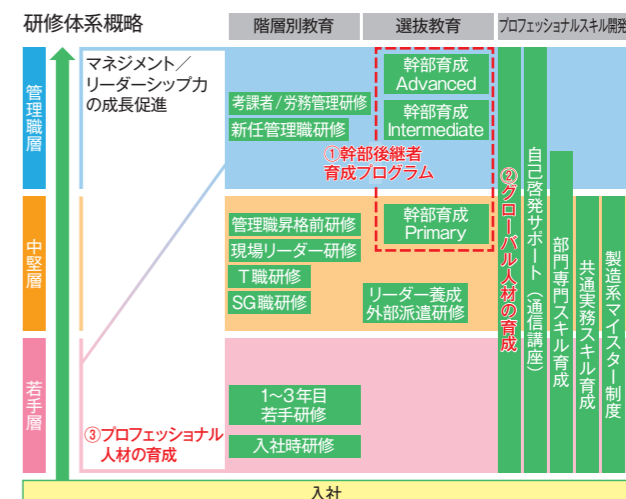 研修体系概略
階層別教育
選抜教育
プロフェッショナルスキル開発
管理職層
中堅層
若手層
マネジメント／
リーダーシップ力
の成長促進
③プロフェッショナル
人材の育成
考課者/労務管理研修
新任管理職研修
管理職昇格前研修
現場リーダー研修
T職研修
SG職研修
1～3年目
若手研修
入社時研修
幹部育成
Advanced
幹部育成
Intermediate
①幹部後継者
育成プログラム
幹部育成
Primary
リーダー養成
外部派遣研修
②グローバル人材の育成
自己啓発サポート（通信講座）
部門専門スキル育成
共通実務スキル育成
製造系マイスター制度
入社